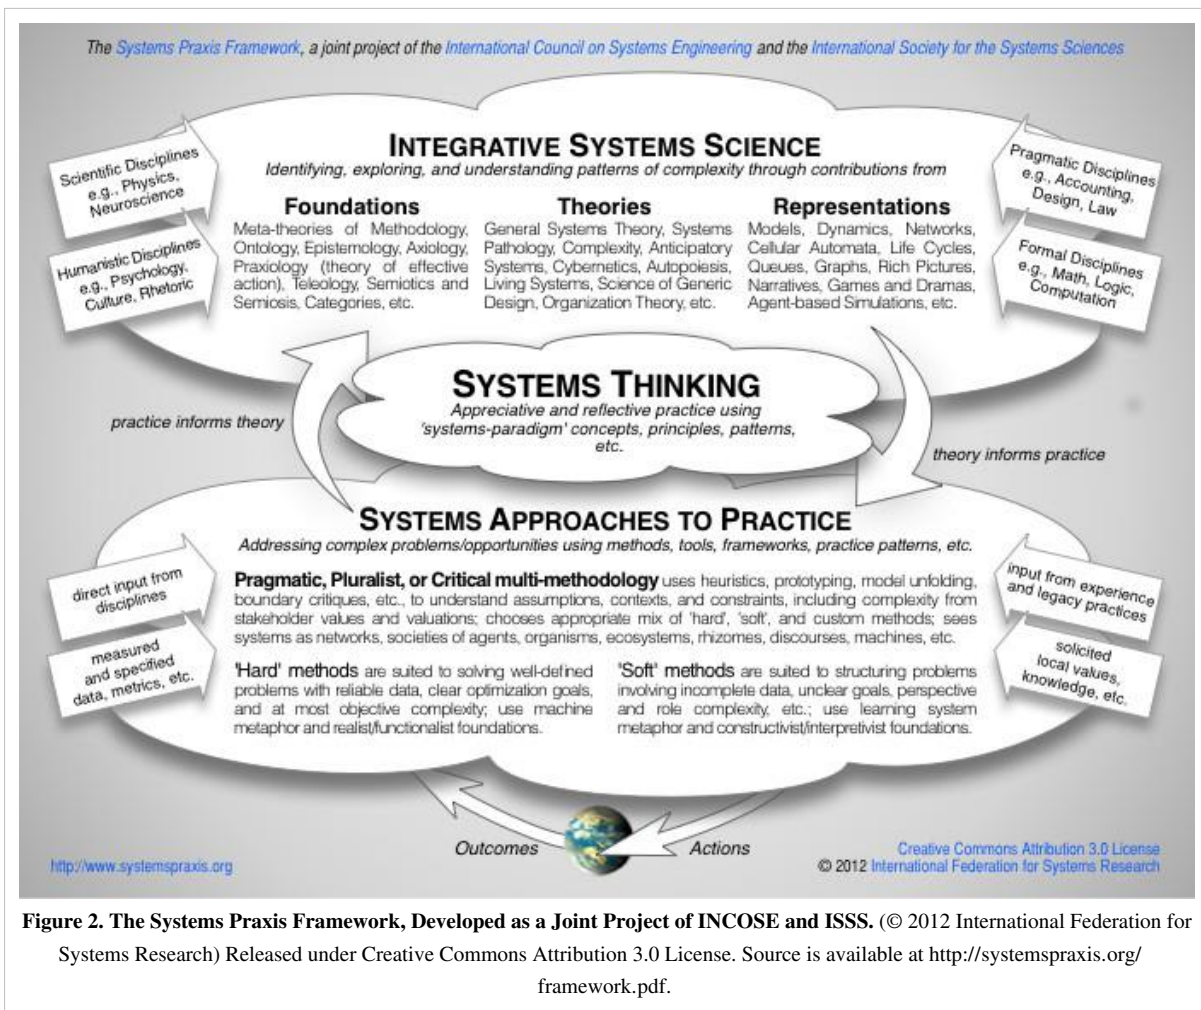 The Systems Praxis Framework, a joint project of the International Council on Systems Engineering and the International Society for the Systems Sciences
INTEGRATIVE SYSTEMS SCIENCE
Identifying, exploring, and understanding patterns of complexity through contributions from
Scientific Disciplines
e.g., Physics,
Neuroscience
Humanistic Disciplines
e.g., Psychology,
Culture, Rhetoric
Foundations
Meta-theories of Methodology,
Ontology, Epistemology, Axiology,
Praxiology (theory of effective
action), Teleology, Semiotics and
Semiosis, Categories, etc.
Theories
General Systems Theory, Systems
Pathology, Complexity, Anticipatory
Systems, Cybernetics, Autopoiesis,
Living Systems, Science of Generic
Design, Organization Theory, etc.
Representations
Models, Dynamics, Networks,
Cellular Automata, Life Cycles,
Queues, Graphs, Rich Pictures,
Narratives, Games and Dramas,
Agent-based Simulations, etc.
Pragmatic Disciplines
e.g., Accounting,
Design, Law
Formal Disciplines
e.g., Math, Logic,
Computation
SYSTEMS THINKING
Appreciative and reflective practice using
'systems-paradigm' concepts, principles, patterns,
etc.
practice informs theory
theory informs practice
SYSTEMS APPROACHES TO PRACTICE
Addressing complex problems/opportunities using methods, tools, frameworks, practice patterns, etc.
direct input from
disciplines
measured
and specified
data, metrics, etc.
Pragmatic, Pluralist, or Critical multi-methodology uses heuristics, prototyping, model unfolding,
boundary critiques, etc., to understand assumptions, contexts, and constraints, including complexity from
stakeholder values and valuations; chooses appropriate mix of 'hard', 'soft', and custom methods; sees
systems as networks, societies of agents, organisms, ecosystems, rhizomes, discourses, machines, etc.
'Hard' methods are suited to solving well-defined
problems with reliable data, clear optimization goals,
and at most objective complexity; use machine
metaphor and realist/functionalist foundations.
'Soft' methods are suited to structuring problems
involving incomplete data, unclear goals, perspective
and role complexity, etc.; use learning system
metaphor and constructivist/interpretivist foundations.
input from experience
and legacy practices
solicited
local values,
knowledge, etc.
Outcomes
Actions
http://www.systemspraxis.org
Creative Commons Attribution 3.0 License
© 2012 International Federation for Systems Research
Figure 2. The Systems Praxis Framework, Developed as a Joint Project of INCOSE and ISSS. (© 2012 International Federation for
Systems Research) Released under Creative Commons Attribution 3.0 License. Source is available at http://systemspraxis.org/
framework.pdf.